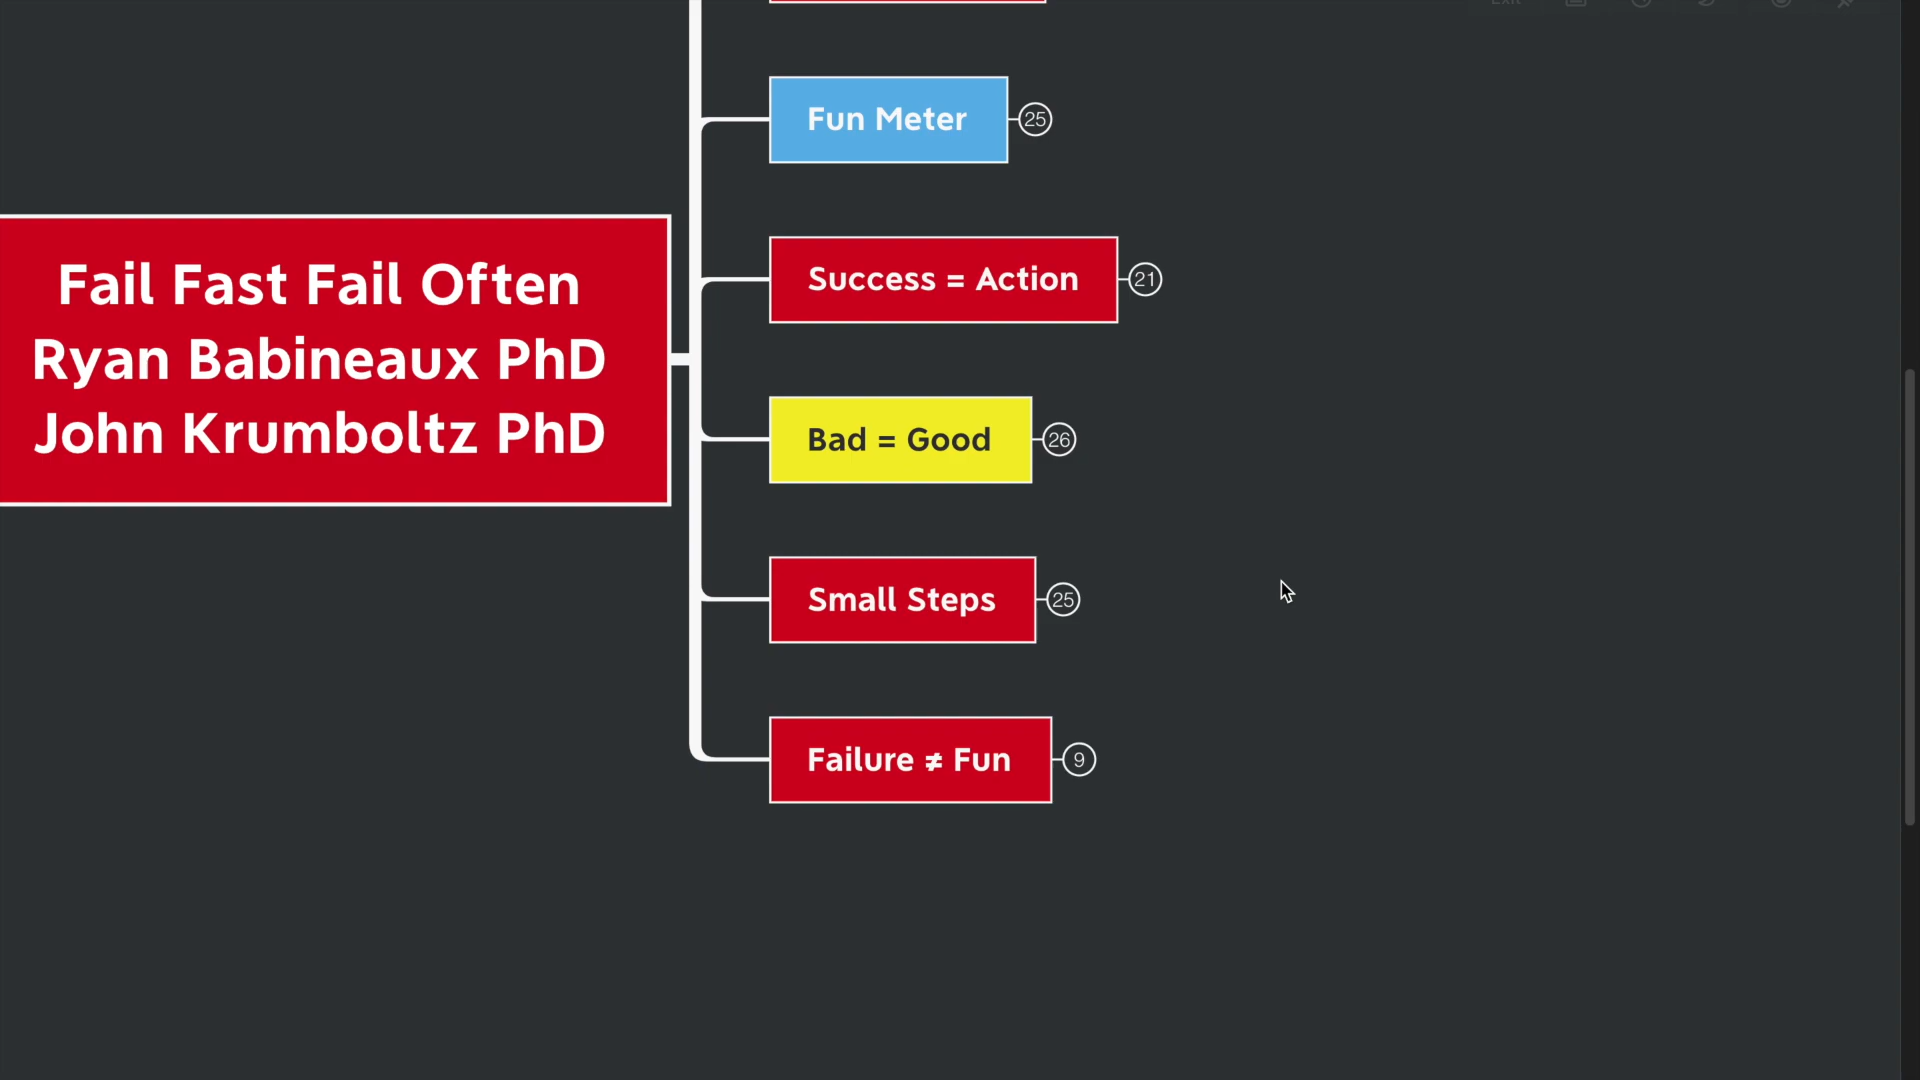 Fun Meter
25
Success = Action
21
Fail Fast Fail Often
Ryan Babineaux PhD
John Krumboltz PhD
Bad = Good
26
Small Steps
25
Failure ≠ Fun
9